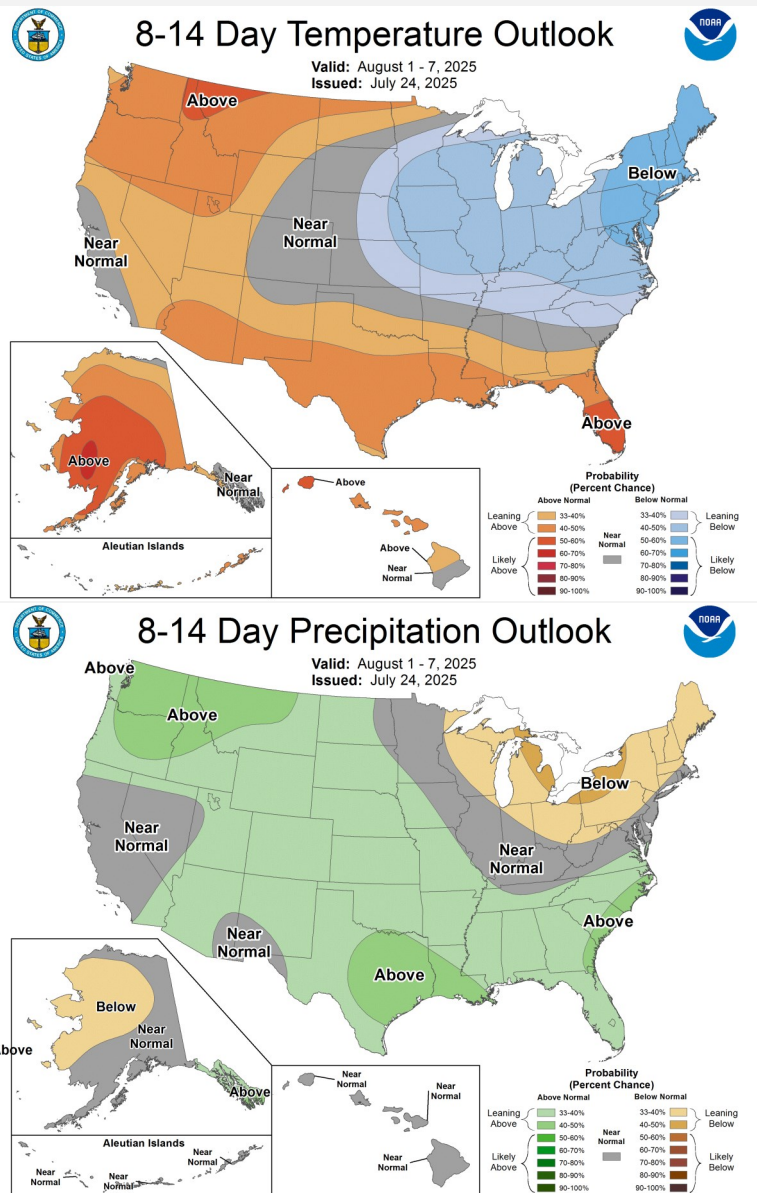 8-14 Day Temperature Outlook
Valid: August 1 - 7, 2025
Issued: July 24, 2025
NOAA
Above
Below
Near
Normal
Near
Normal
Above
Above
Near
Normal
Aleutian Islands
Above
Above
Near
Normal
Probability
(Percent Chance)
Above Normal Below Normal
Leaning
Above
33-40%
40-50%
50-60%
60-70%
70-80%
80-90%
90-100%
Likely
Above
Near
Normal
33-40%
40-50%
50-60%
60-70%
70-80%
80-90%
90-100%
Leaning
Below
Likely
Below
8-14 Day Precipitation Outlook
Valid: August 1 - 7, 2025
Issued: July 24, 2025
NOAA
Above
Above
Below
Near
Normal
Near
Normal
Above
Near
Normal
Above
Below
Near
Normal
bove
Above
Aleutian Islands
Near
Normal
Near
Normal
Near
Normal
Near
Normal
Near
Normal
Near
Normal
Probability
(Percent Chance)
Above Normal Below Normal
Leaning
Above
33-40%
40-50%
50-60%
60-70%
70-80%
80-90%
90-100%
Likely
Above
Near
Normal
33-40%
40-50%
50-60%
60-70%
70-80%
80-90%
90-100%
Leaning
Below
Likely
Below